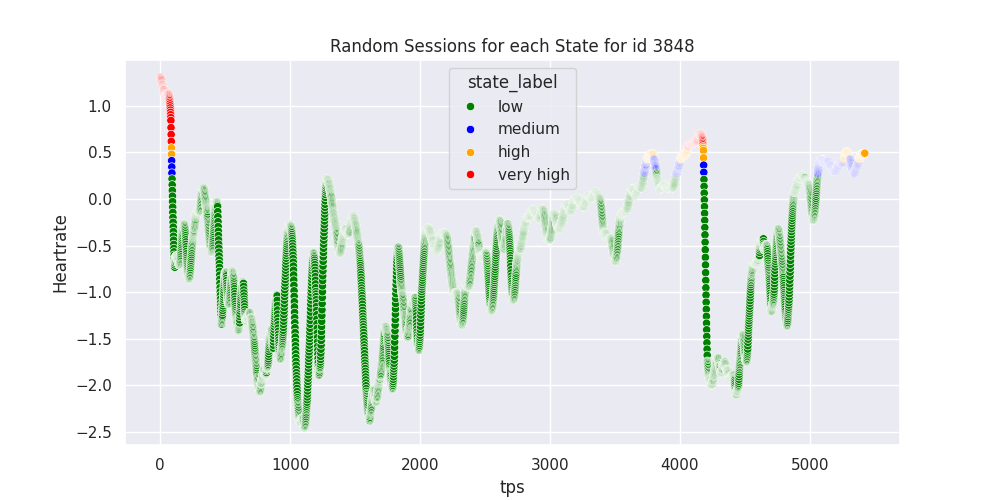 Random Sessions for each State for id 3848
Heartrate
1.0
0.5
0.0
−0.5
−1.0
−1.5
−2.0
−2.5
state_label
low
medium
high
very high
0 1000 2000 3000 4000 5000
tps